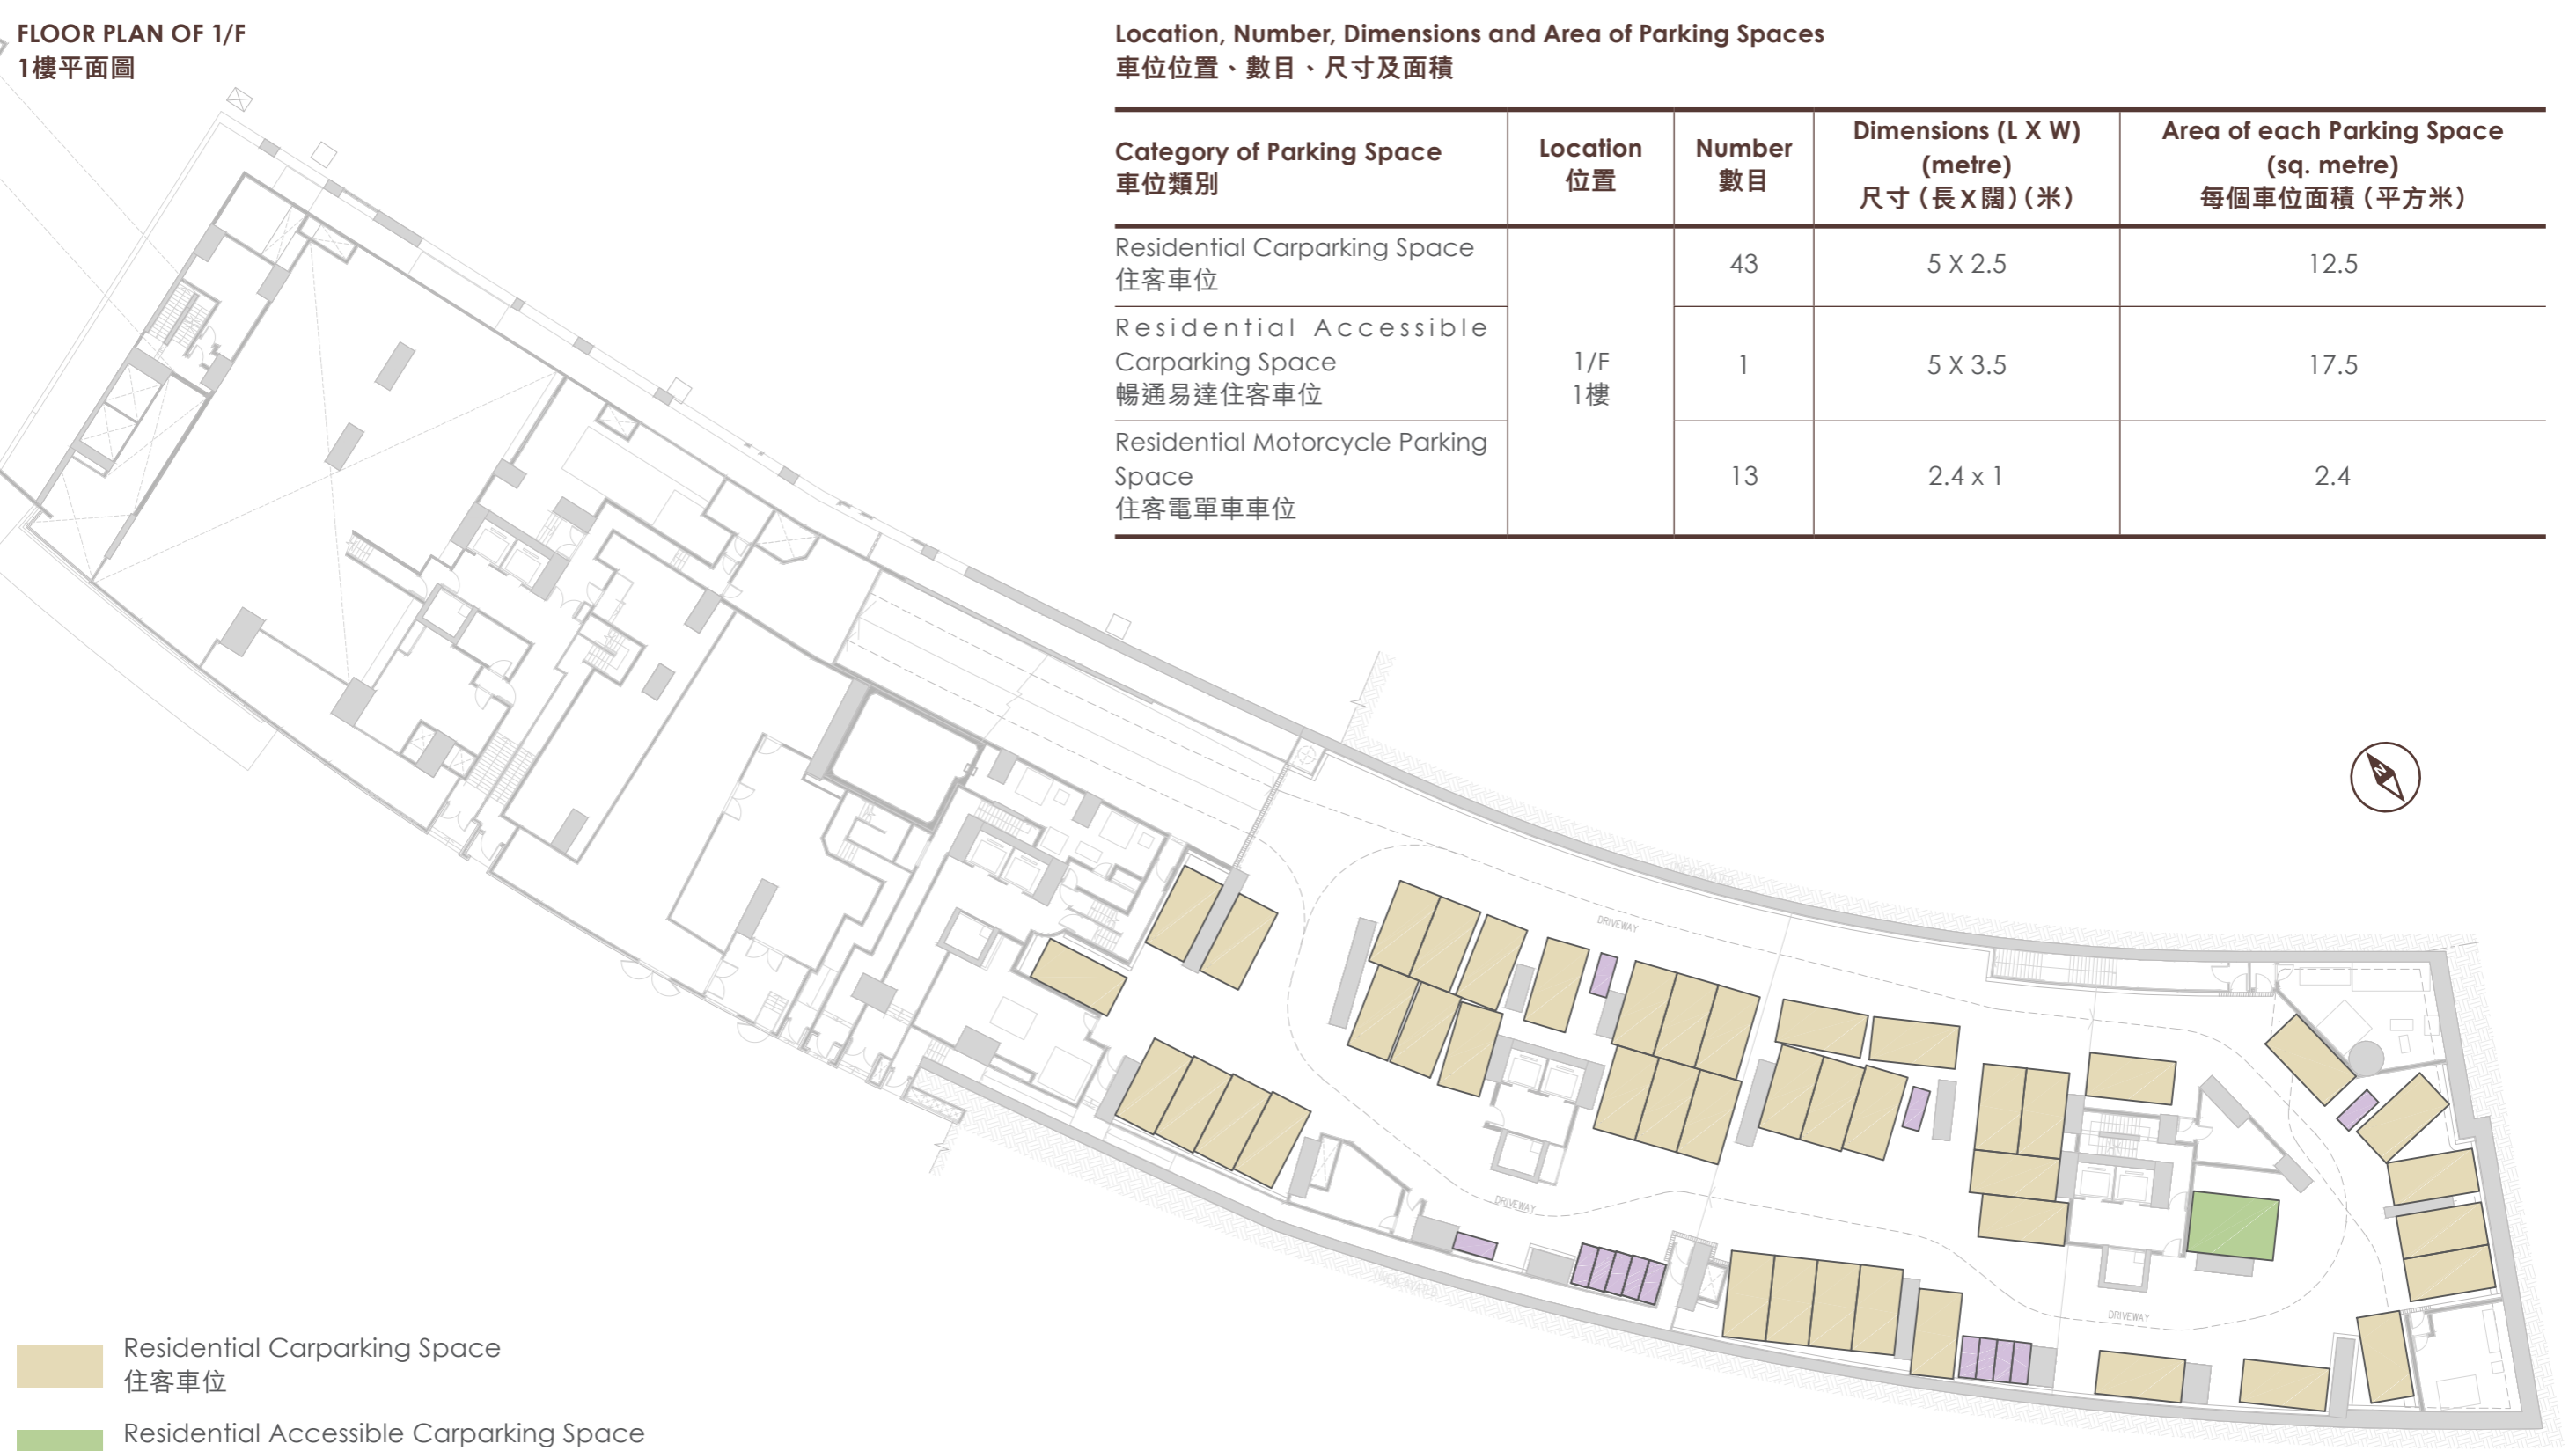 FLOOR PLAN OF 1/F
1樓平面圖
Location, Number, Dimensions and Area of Parking Spaces
車位位置、數目、尺寸及面積
Category of Parking Space
車位類別
Location
位置
Number
數目
Dimensions (L X W)
(metre)
尺寸（長X闊）（米）
Area of each Parking Space
(sq. metre)
每個車位面積（平方米）
Residential Carparking Space
住客車位
43
5 X 2.5
12.5
Residential Accessible
Carparking Space
暢通易達住客車位
1/F
1樓
1
5 X 3.5
17.5
Residential Motorcycle Parking
Space
住客電單車車位
13
2.4 x 1
2.4
N
DRIVEWAY
DRIVEWAY
UNEXCAVATED
DRIVEWAY
Residential Carparking Space
住客車位
Residential Accessible Carparking Space